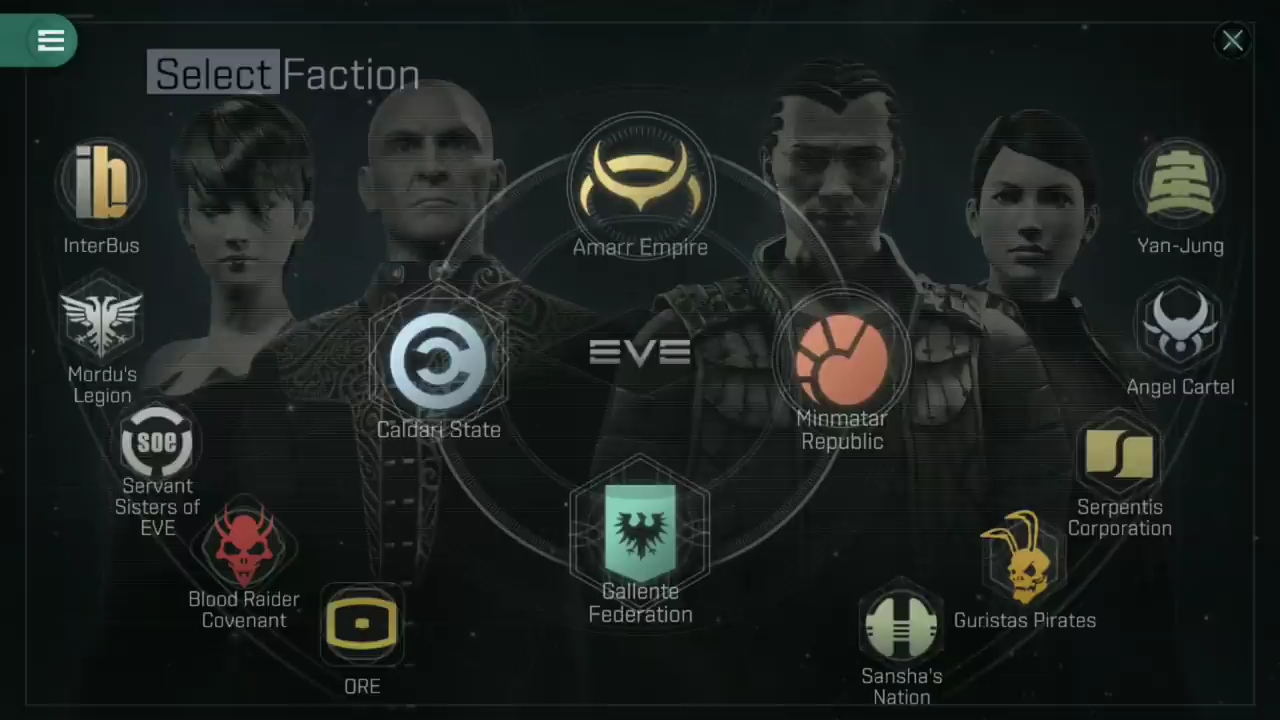 Select Faction
ib
InterBus
Mordu's
Legion
SOE
Servant
Sisters of
EVE
Blood Raider
Covenant
ORE
Amarr Empire
Caldari State
EVE
Minmatar
Republic
Gallente
Federation
Yan-Jung
Angel Cartel
Serpentis
Corporation
Guristas Pirates
Sansha's
Nation